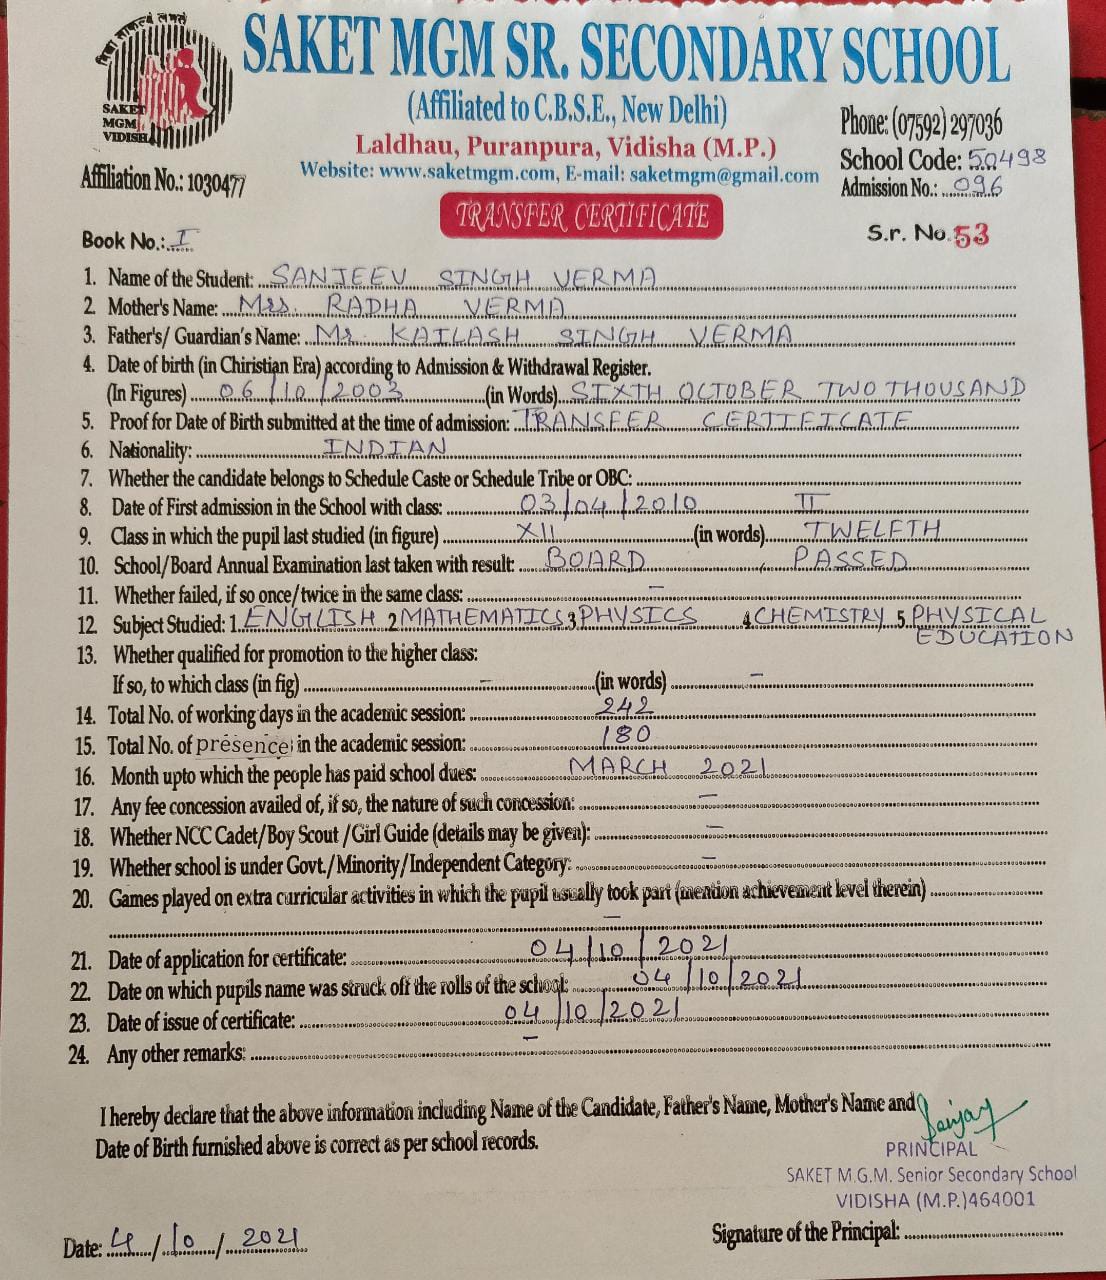 SAKET MGM SR. SECONDARY SCHOOL
SAKET
MGM
VIDISHA
(Affiliated to C.B.S.E., New Delhi)
Laldhau, Puranpura, Vidisha (M.P.)
Phone: (07592) 297036
Website: www.saketmgm.com, E-mail: saketmgm@gmail.com
School Code: 50498
Affiliation No.: 1030477
Admission No.: 096
TRANSFER CERTIFICATE
Book No.: I
S.r. No. 53
1. Name of the Student: SANJEEV SINGH VERMA
2. Mother's Name: Mrs. RADHA VERMA
3. Father's/ Guardian's Name: Mr. KAILASH SINGH VERMA
4. Date of birth (in Chiristian Era) according to Admission & Withdrawal Register.
(In Figures) 06/10/2003 (in Words) SIXTH OCTOBER TWO THOUSAND
5. Proof for Date of Birth submitted at the time of admission: TRANSFER CERTIFICATE
6. Nationality: INDIAN
7. Whether the candidate belongs to Schedule Caste or Schedule Tribe or OBC:
8. Date of First admission in the School with class: 03/04/2010 II
9. Class in which the pupil last studied (in figure) XII (in words) TWELFTH
10. School/Board Annual Examination last taken with result: BOARD, PASSED
11. Whether failed, if so once/twice in the same class: –
12. Subject Studied: 1. ENGLISH 2 MATHEMATICS 3 PHYSICS 4 CHEMISTRY 5. PHYSICAL
EDUCATION
13. Whether qualified for promotion to the higher class:
If so, to which class (in fig) – (in words) –
14. Total No. of working days in the academic session: 242
15. Total No. of presence in the academic session: 180
16. Month upto which the people has paid school dues: MARCH 2021
17. Any fee concession availed of, if so, the nature of such concession: –
18. Whether NCC Cadet/Boy Scout /Girl Guide (details may be given): –
19. Whether school is under Govt./Minority/Independent Category: –
20. Games played on extra curricular activities in which the pupil usually took part (mention achievement level therein)
–
21. Date of application for certificate: 04/10/2021
22. Date on which pupils name was struck off the rolls of the school: 04/10/2021
23. Date of issue of certificate: 04/10/2021
24. Any other remarks: –
I hereby declare that the above information including Name of the Candidate, Father's Name, Mother's Name and
Date of Birth furnished above is correct as per school records.
Sanjay
PRINCIPAL
SAKET M.G.M. Senior Secondary School
VIDISHA (M.P.)464001
Date: 4/10/2021
Signature of the Principal: